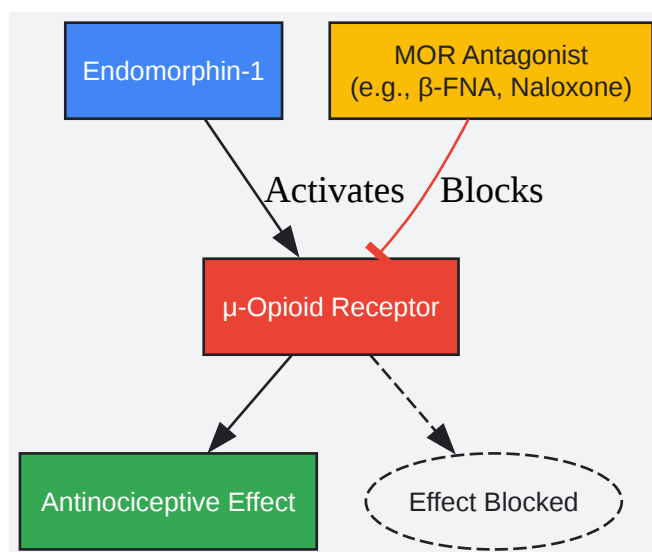 Endomorphin-1
MOR Antagonist
(e.g., β-FNA, Naloxone)
Activates
Blocks
μ-Opioid Receptor
Antinociceptive Effect
Effect Blocked